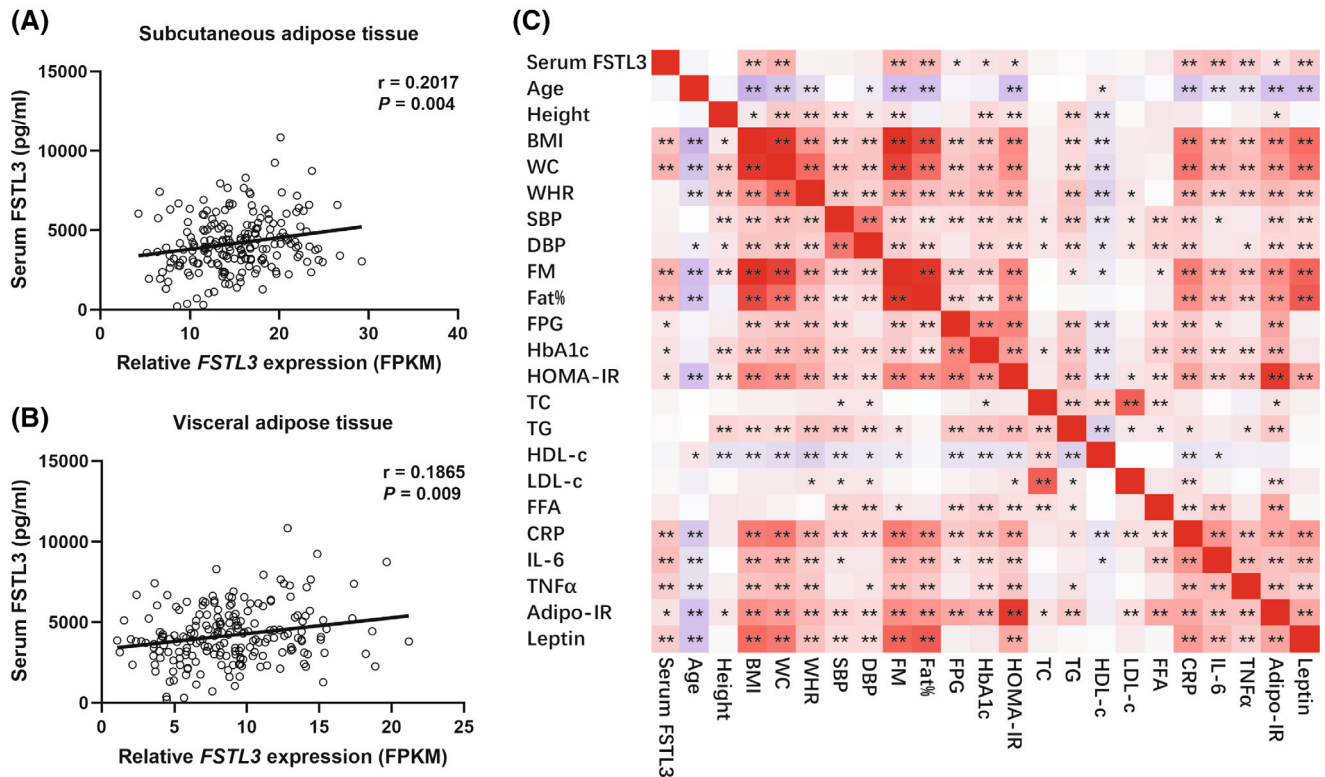 (A)
Subcutaneous adipose tissue
r = 0.2017
P = 0.004
15000
10000
5000
0
Serum FSTL3 (pg/ml)
0 10 20 30 40
Relative FSTL3 expression (FPKM)
(B)
Visceral adipose tissue
r = 0.1865
P = 0.009
15000
10000
5000
0
Serum FSTL3 (pg/ml)
0 5 10 15 20 25
Relative FSTL3 expression (FPKM)
(C)
Serum FSTL3
Age
Height
BMI
WC
WHR
SBP
DBP
FM
Fat%
FPG
HbA1c
HOMA-IR
TC
TG
HDL-c
LDL-c
FFA
CRP
IL-6
TNFα
Adipo-IR
Leptin
Serum FSTL3
Age
Height
BMI
WC
WHR
SBP
DBP
FM
Fat%
FPG
HbA1c
HOMA-IR
TC
TG
HDL-c
LDL-c
FFA
CRP
IL-6
TNFα
Adipo-IR
Leptin